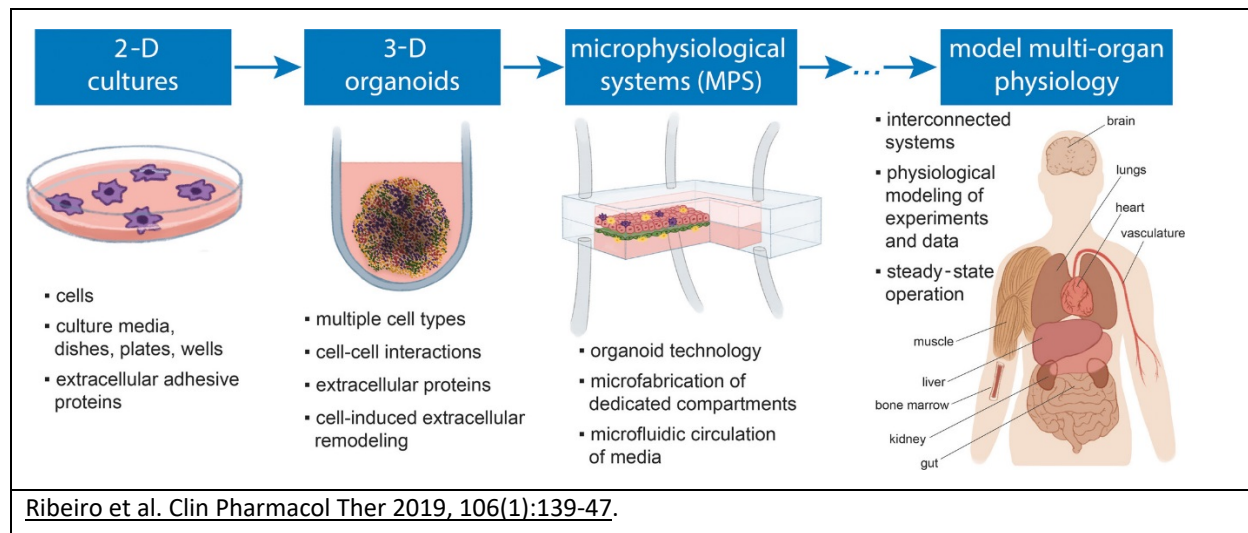 2-D
cultures
3-D
organoids
microphysiological
systems (MPS)
...
model multi-organ
physiology
▪ cells
▪ culture media,
dishes, plates, wells
▪ extracellular adhesive
proteins
▪ multiple cell types
▪ cell-cell interactions
▪ extracellular proteins
▪ cell-induced extracellular
remodeling
▪ organoid technology
▪ microfabrication of
dedicated compartments
▪ microfluidic circulation
of media
▪ interconnected
systems
▪ physiological
modeling of
experiments
and data
▪ steady-state
operation
brain
lungs
heart
vasculature
muscle
liver
bone marrow
kidney
gut
Ribeiro et al. Clin Pharmacol Ther 2019, 106(1):139-47.